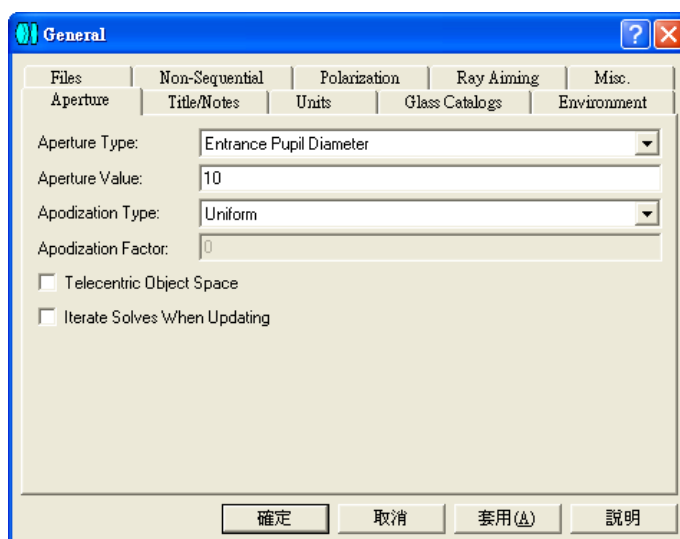 General
Files Non-Sequential Polarization Ray Aiming Misc.
Aperture Title/Notes Units Glass Catalogs Environment
Aperture Type: Entrance Pupil Diameter
Aperture Value: 10
Apodization Type: Uniform
Apodization Factor: 0
Telecentric Object Space
Iterate Solves When Updating
確定 取消 套用(A) 說明